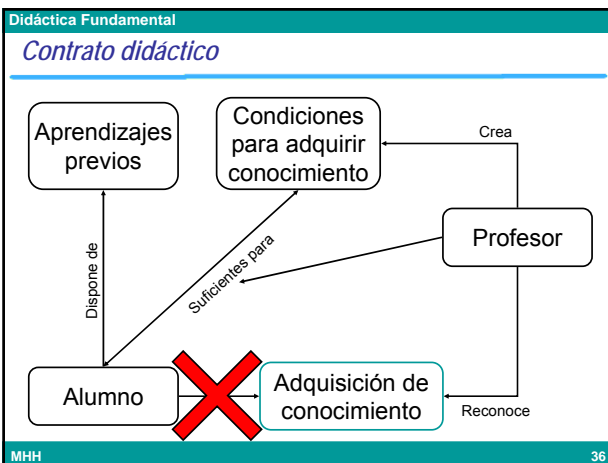 Didáctica Fundamental
Contrato didáctico
Aprendizajes
previos
Condiciones
para adquirir
conocimiento
Crea
Profesor
Dispone de
Suficientes para
Alumno
Adquisición de
conocimiento
Reconoce
MHH
36